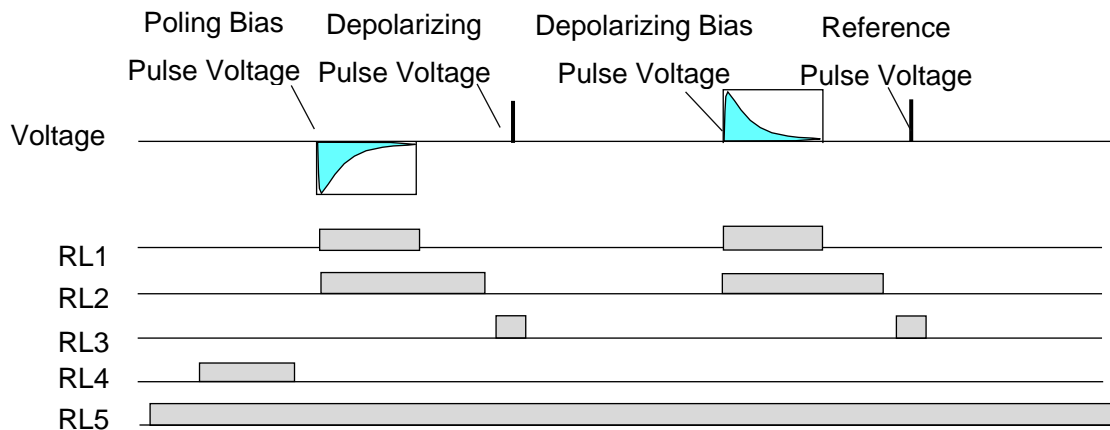 Poling Bias Depolarizing Depolarizing Bias Reference
Pulse Voltage Pulse Voltage Pulse Voltage Pulse Voltage
Voltage
RL1
RL2
RL3
RL4
RL5